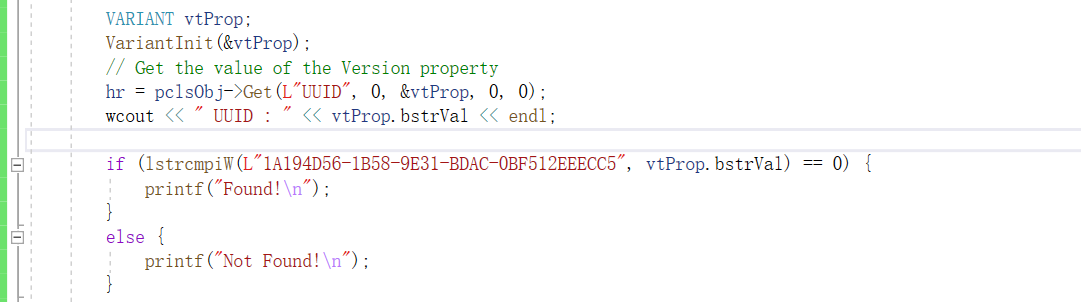 VARIANT vtProp;
VariantInit(&vtProp);
// Get the value of the Version property
hr = pclsObj->Get(L"UUID", 0, &vtProp, 0, 0);
wcout << " UUID : " << vtProp.bstrVal << endl;
if (lstrcmpiW(L"1A194D56-1B58-9E31-BDAC-0BF512EEECC5", vtProp.bstrVal) == 0) {
printf("Found!\n");
}
else {
printf("Not Found!\n");
}